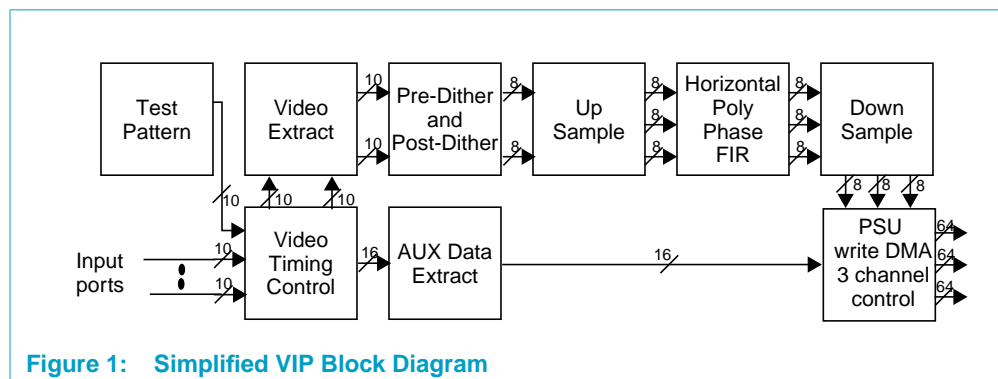 Test
Pattern
Video
Extract
10
10
Pre-Dither
and
Post-Dither
8
8
Up
Sample
8
8
8
Horizontal
Poly
Phase
FIR
8
8
8
Down
Sample
10
10
10
8
8
8
Input
ports
10
10
Video
Timing
Control
16
AUX Data
Extract
16
PSU
write DMA
3 channel
control
64
64
64
Figure 1: Simplified VIP Block Diagram